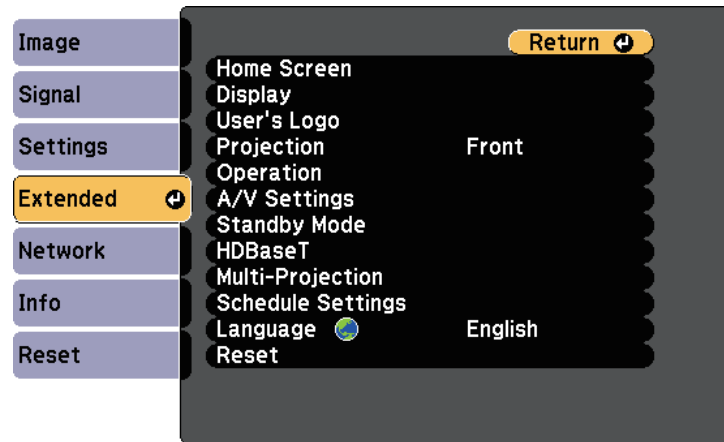 Image
Signal
Settings
Extended
Network
Info
Reset
Return
Home Screen
Display
User's Logo
Projection Front
Operation
A/V Settings
Standby Mode
HDBaseT
Multi-Projection
Schedule Settings
Language English
Reset